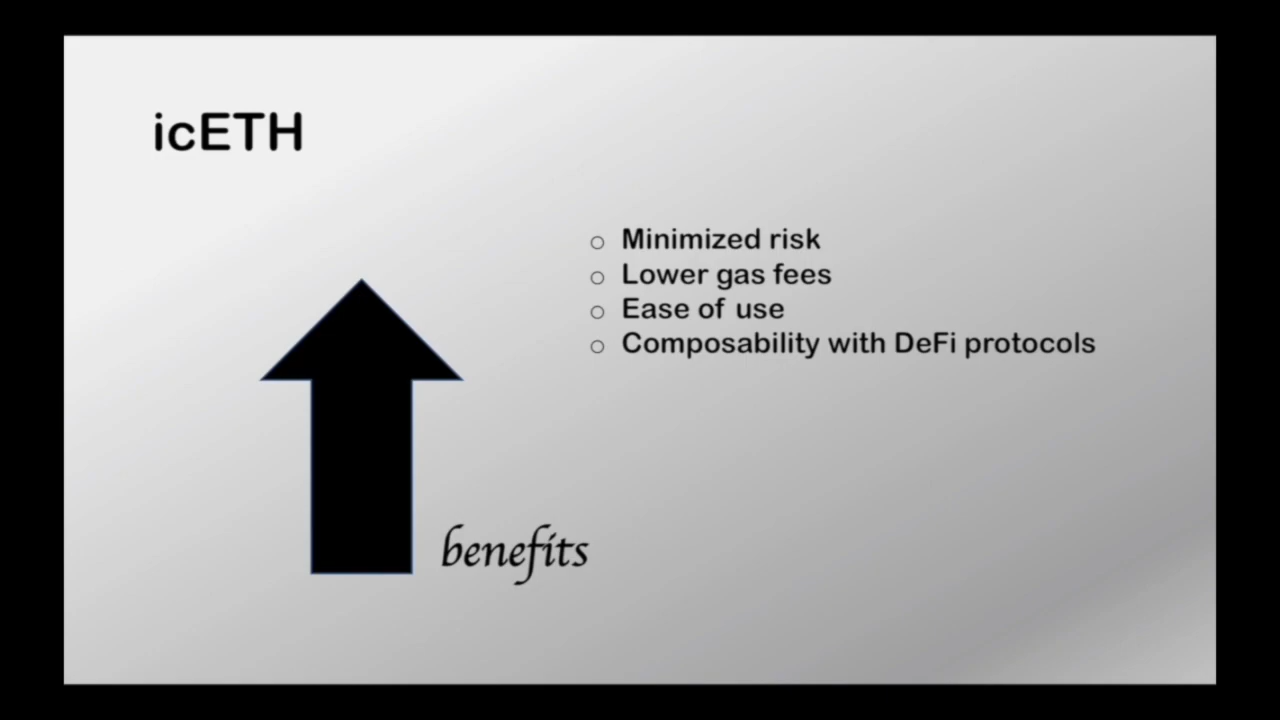 icETH
Minimized risk
Lower gas fees
Ease of use
Composability with DeFi protocols
benefits